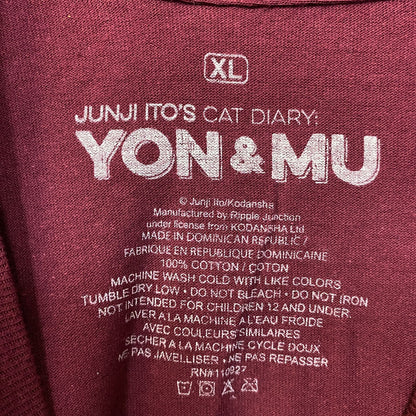 XL
JUNJI ITO'S CAT DIARY:
YON & MU
© Junji Ito/Kodansha
Manufactured by Ripple Junction
under license from KODANSHA Ltd.
MADE IN DOMINICAN REPUBLIC /
FABRIQUE EN REPUBLIQUE DOMINICAINE
100% COTTON / COTON
MACHINE WASH COLD WITH LIKE COLORS
TUMBLE DRY LOW • DO NOT BLEACH • DO NOT IRON
NOT INTENDED FOR CHILDREN 12 AND UNDER.
LAVER A LA MACHINE A L'EAU FROIDE
AVEC COULEURS SIMILAIRES
SECHER A LA MACHINE CYCLE DOUX
NE PAS JAVELLISER • NE PAS REPASSER
RN#110927